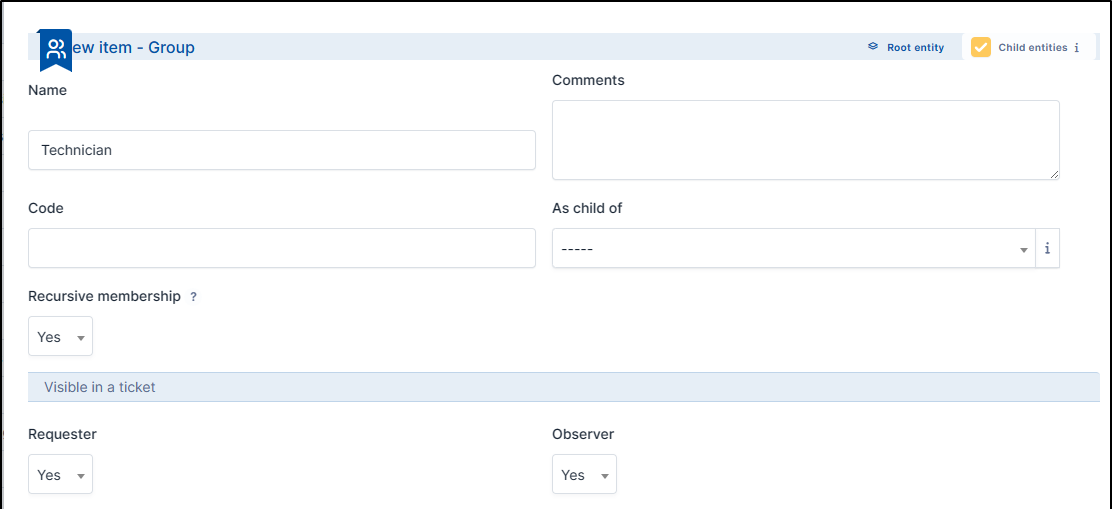 ew item - Group
Root entity
Child entities i
Name
Comments
Technician
Code
As child of
-----
i
Recursive membership ?
Yes
Visible in a ticket
Requester
Observer
Yes
Yes